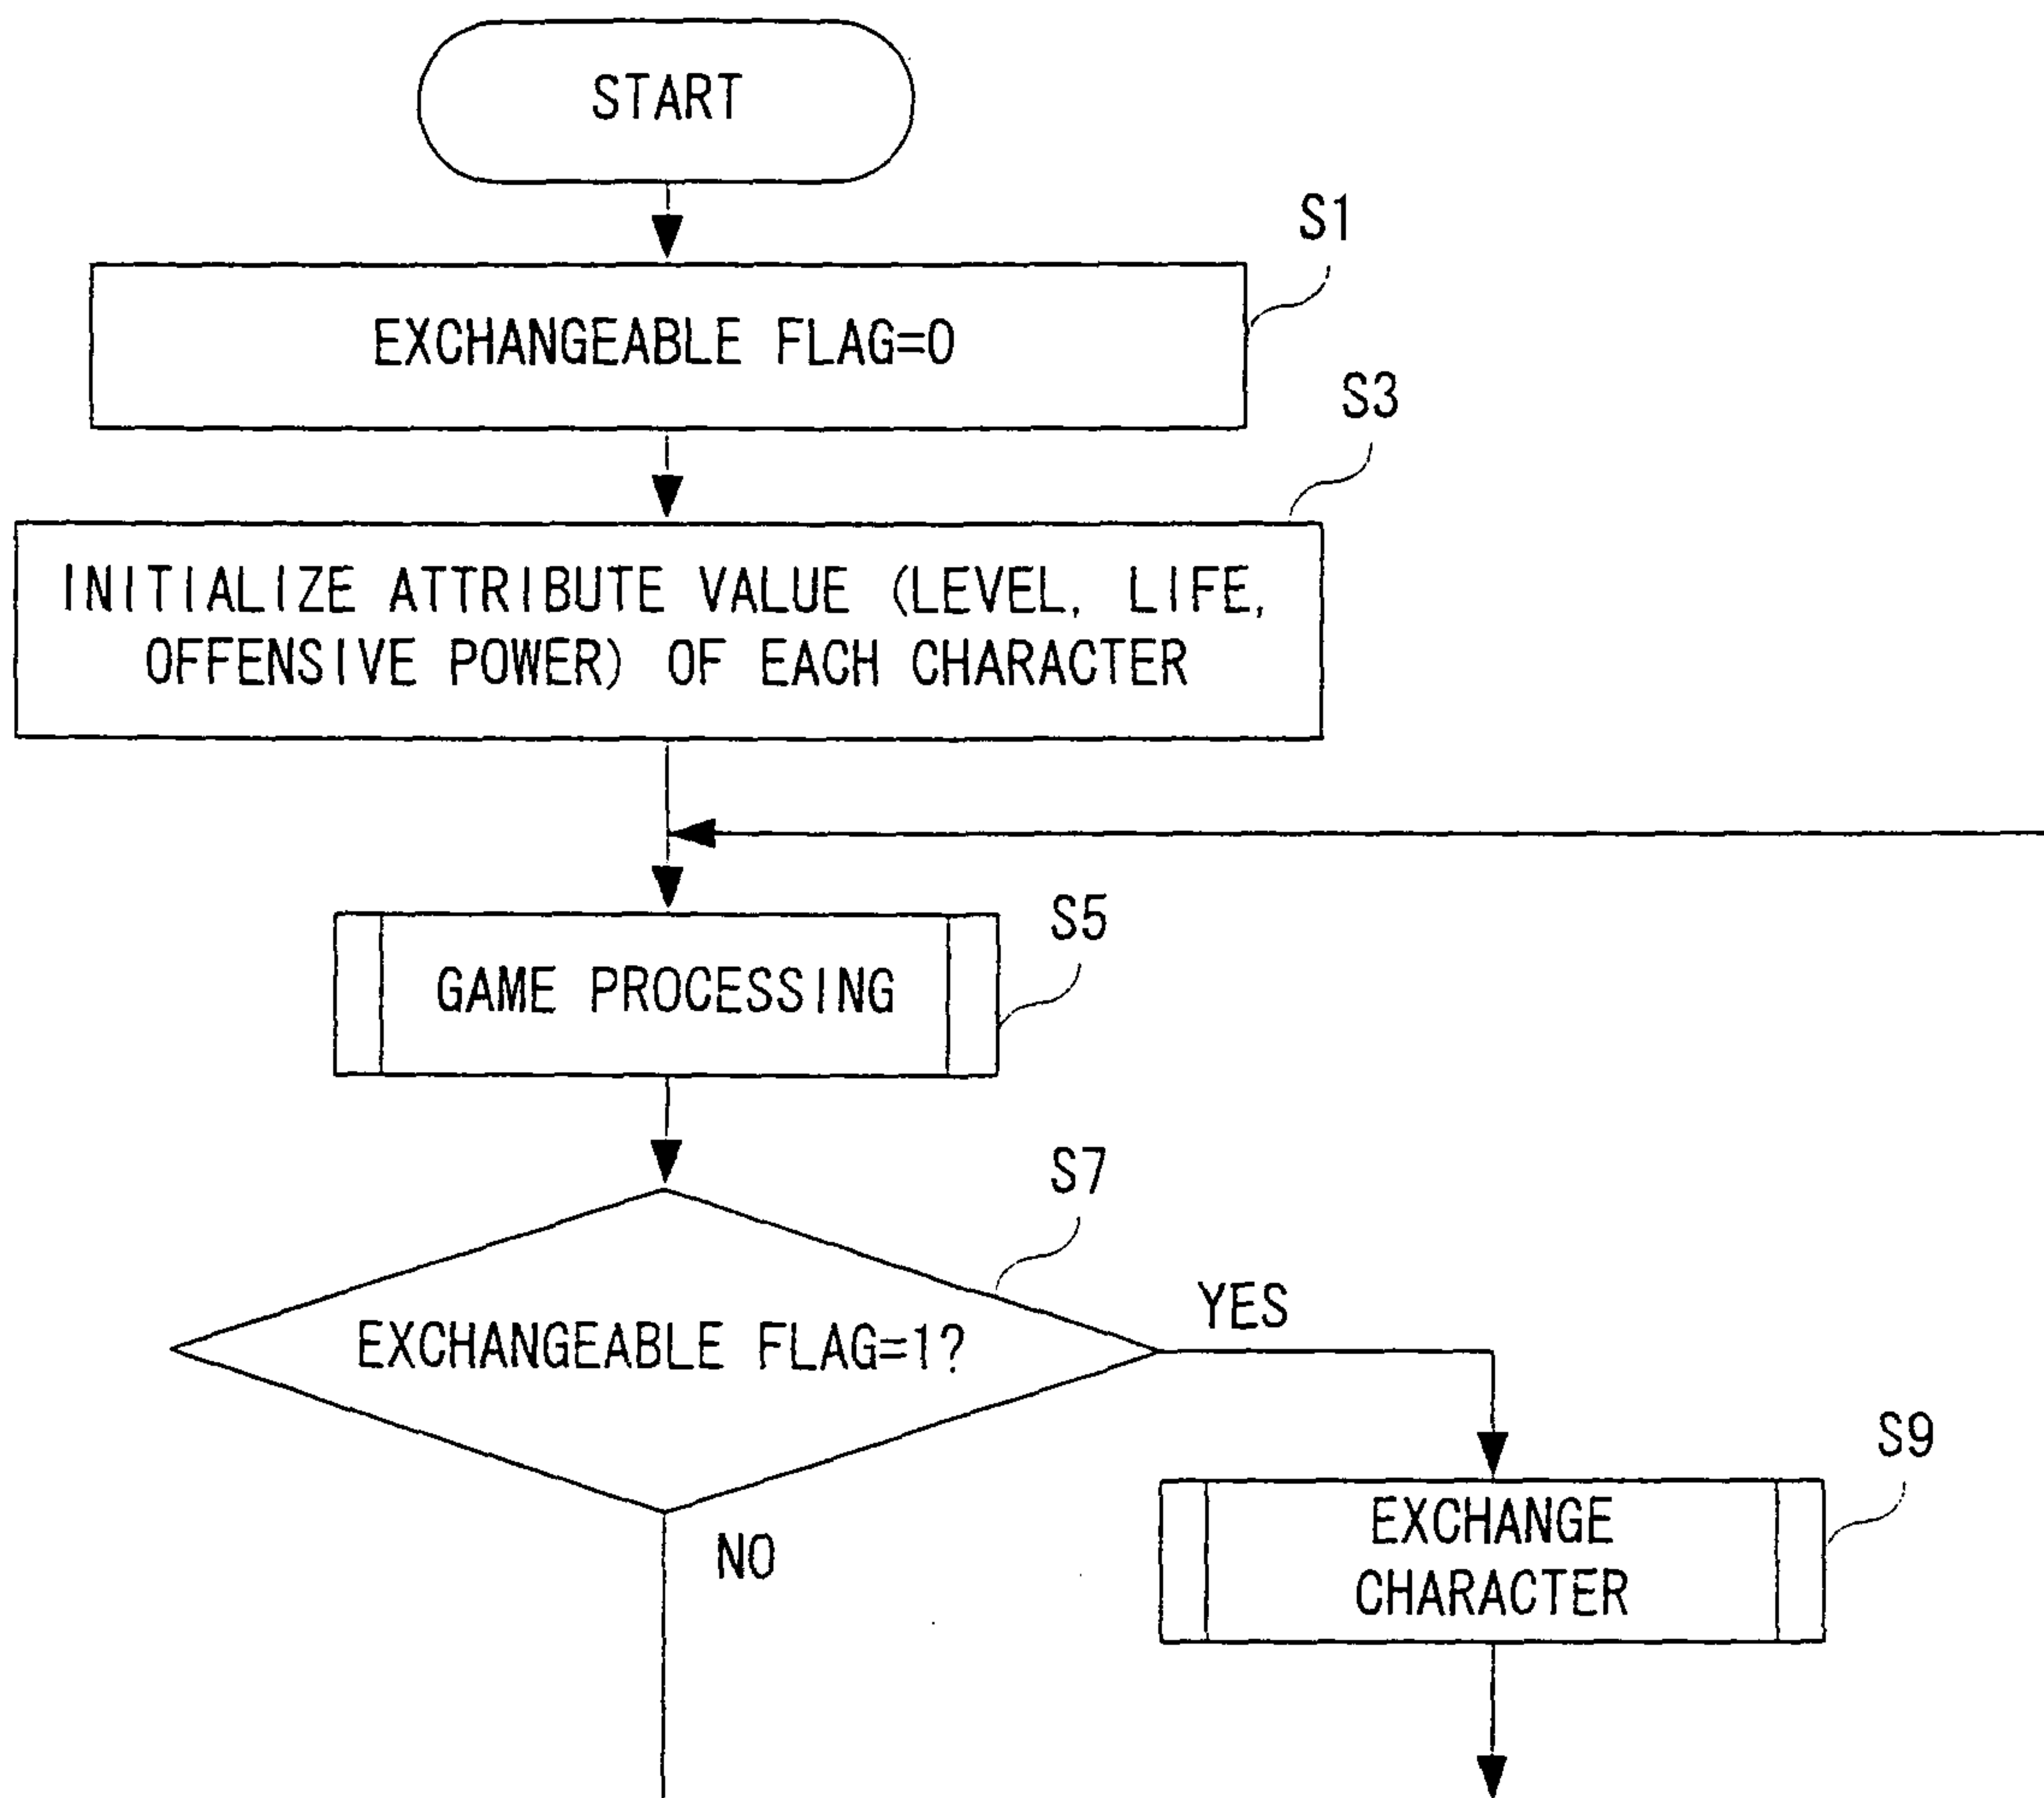 START
S1
EXCHANGEABLE FLAG=0
S3
INITIALIZE ATTRIBUTE VALUE (LEVEL, LIFE,
OFFENSIVE POWER) OF EACH CHARACTER
S5
GAME PROCESSING
S7
EXCHANGEABLE FLAG=1?
YES
S9
EXCHANGE
CHARACTER
NO